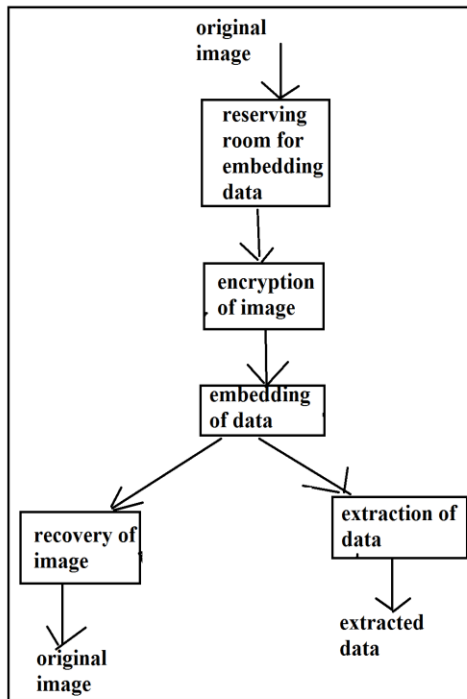 original
image
reserving
room for
embedding
data
encryption
of image
embedding
of data
recovery of
image
extraction of
data
original
image
extracted
data